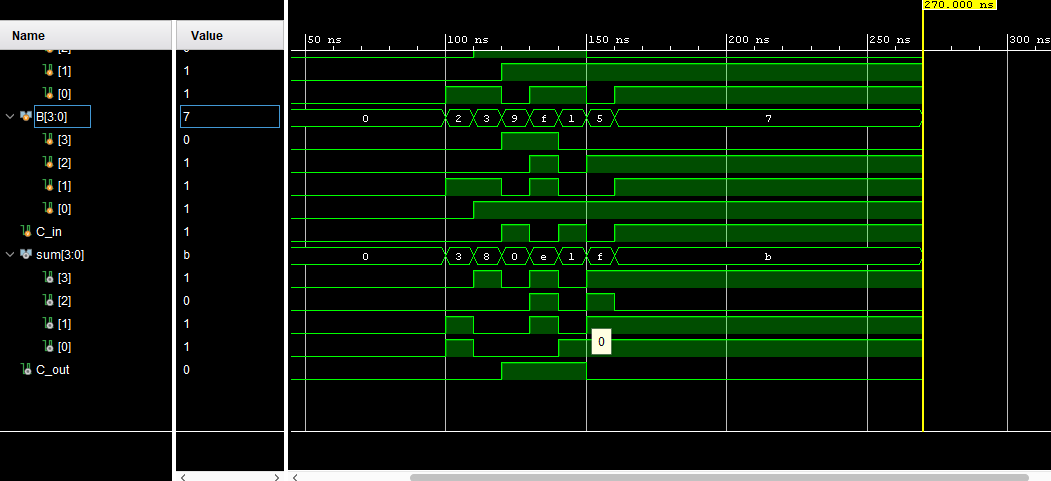 270.000 ns
Name Value
50 ns 100 ns 150 ns 200 ns 250 ns 300 ns
[1] 1
[0] 1
B[3:0] 7 0 2 3 9 f 1 5 7
[3] 0
[2] 1
[1] 1
[0] 1
C_in 1
sum[3:0] b 0 3 8 0 e 1 f b
[3] 1
[2] 0
[1] 1
[0] 1
0
C_out 0